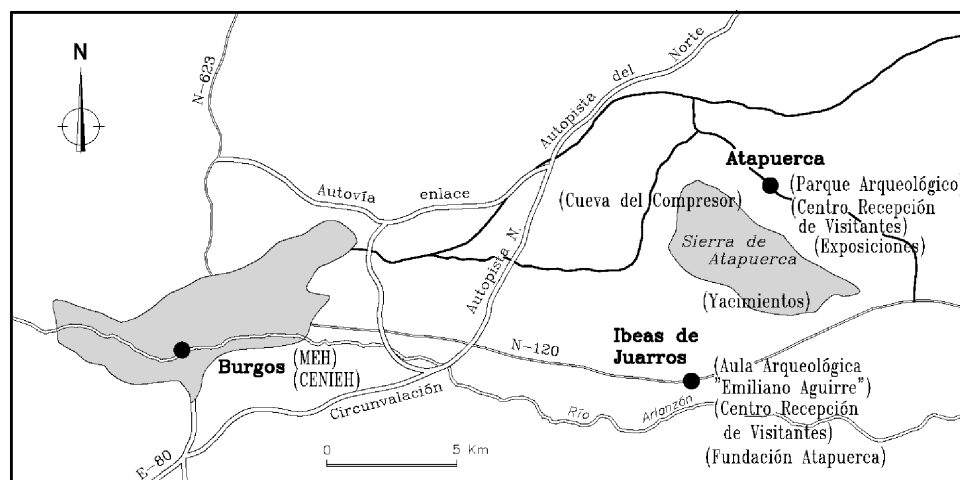 N
N-623
Autopista del Norte
Autovía enlace
Atapuerca
(Parque Arqueológico)
(Centro Recepción
de Visitantes)
(Exposiciones)
(Cueva del Compresor)
Sierra de
Atapuerca
(Yacimientos)
Autopista N.
N-120
Burgos
(MEH)
(CENIEH)
Circunvalación
Ibeas de
Juarros
(Aula Arqueológica
"Emiliano Aguirre")
(Centro Recepción
de Visitantes)
(Fundación Atapuerca)
Río Arlanzón
E-80
0 5 Km